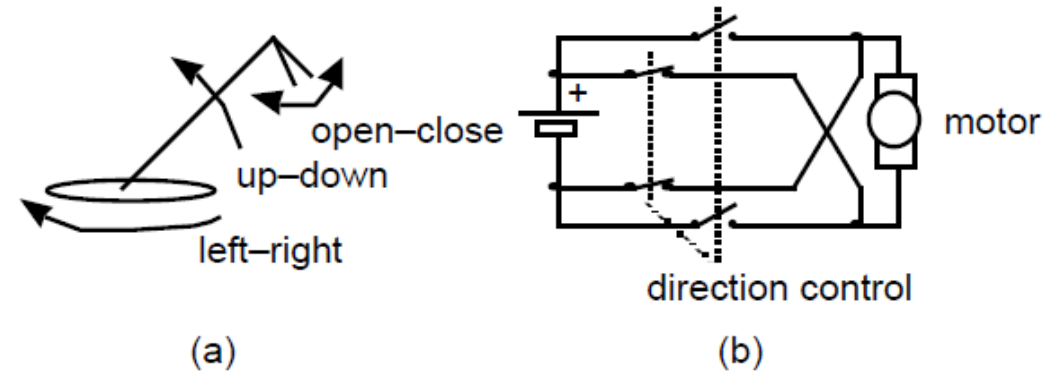 open–close
up–down
left–right
(a)
+
motor
direction control
(b)